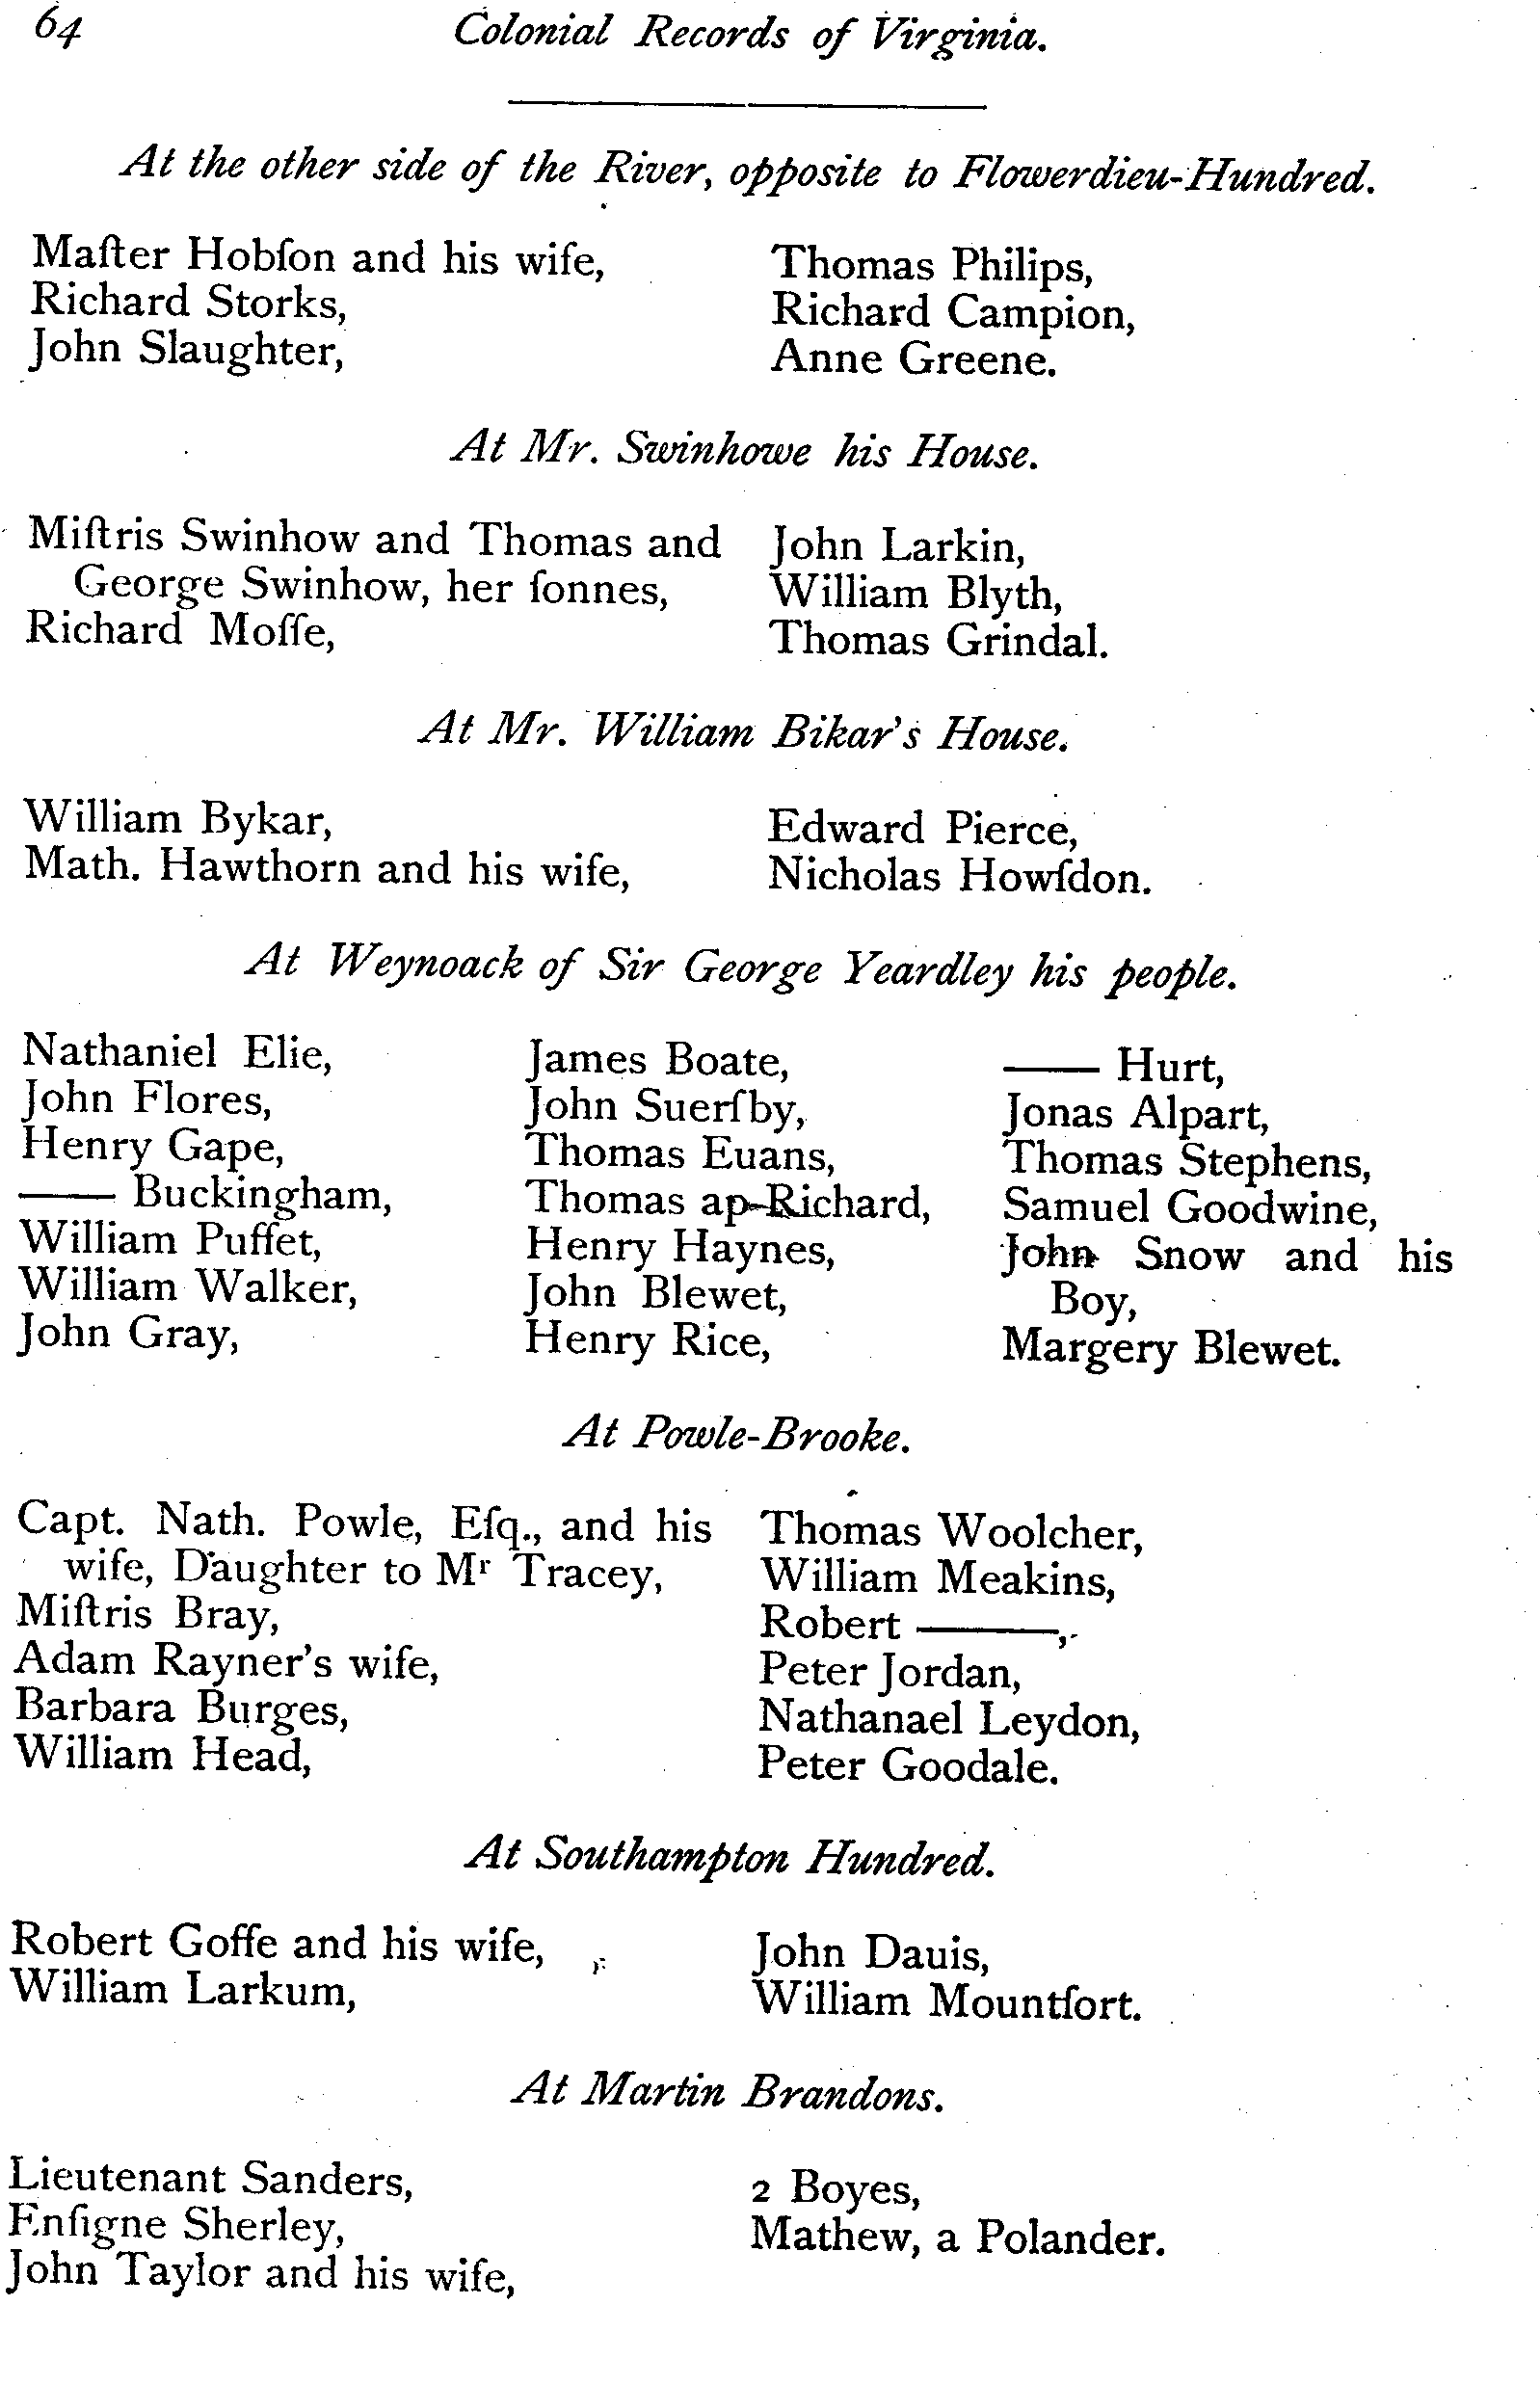 64
Colonial Records of Virginia.
At the other side of the River, opposite to Flowerdieu-Hundred.
Maſter Hobſon and his wife,
Richard Storks,
John Slaughter,
Thomas Philips,
Richard Campion,
Anne Greene.
At Mr. Swinhowe his House.
Miſtris Swinhow and Thomas and
George Swinhow, her ſonnes,
Richard Moſſe,
John Larkin,
William Blyth,
Thomas Grindal.
At Mr. William Bikar's House.
William Bykar,
Math. Hawthorn and his wife,
Edward Pierce,
Nicholas Howſdon.
At Weynoack of Sir George Yeardley his people.
Nathaniel Elie,
John Flores,
Henry Gape,
—— Buckingham,
William Puffet,
William Walker,
John Gray,
James Boate,
John Suerſby,
Thomas Euans,
Thomas ap-Richard,
Henry Haynes,
John Blewet,
Henry Rice,
—— Hurt,
Jonas Alpart,
Thomas Stephens,
Samuel Goodwine,
John Snow and his
Boy,
Margery Blewet.
At Powle-Brooke.
Capt. Nath. Powle, Eſq., and his
wife, Daughter to Mr Tracey,
Miſtris Bray,
Adam Rayner's wife,
Barbara Burges,
William Head,
Thomas Woolcher,
William Meakins,
Robert ———,
Peter Jordan,
Nathanael Leydon,
Peter Goodale.
At Southampton Hundred.
Robert Goffe and his wife,
William Larkum,
John Dauis,
William Mountfort.
At Martin Brandons.
Lieutenant Sanders,
Enſigne Sherley,
John Taylor and his wife,
2 Boyes,
Mathew, a Polander.